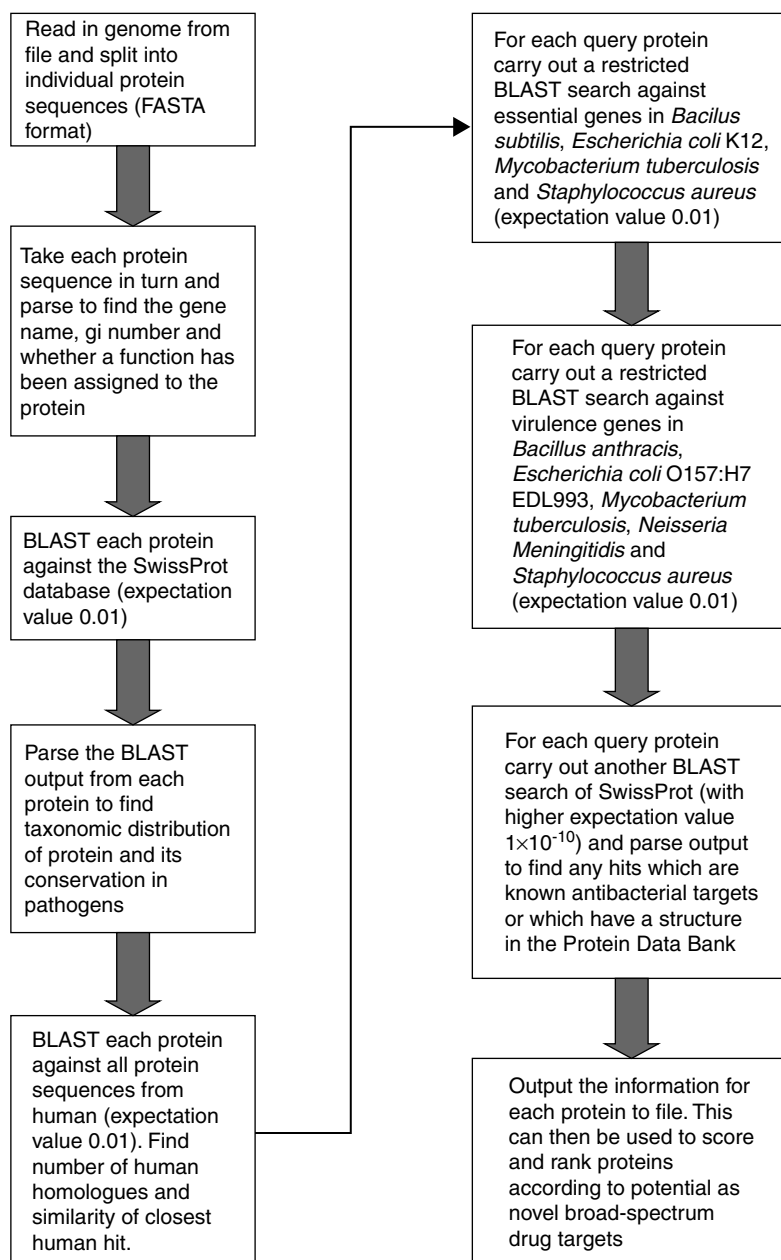 Read in genome from
file and split into
individual protein
sequences (FASTA
format)
Take each protein
sequence in turn and
parse to find the gene
name, gi number and
whether a function has
been assigned to the
protein
BLAST each protein
against the SwissProt
database (expectation
value 0.01)
Parse the BLAST
output from each
protein to find
taxonomic distribution
of protein and its
conservation in
pathogens
BLAST each protein
against all protein
sequences from
human (expectation
value 0.01). Find
number of human
homologues and
similarity of closest
human hit.
For each query protein
carry out a restricted
BLAST search against
essential genes in Bacilus
subtilis, Escherichia coli K12,
Mycobacterium tuberculosis
and Staphylococcus aureus
(expectation value 0.01)
For each query protein
carry out a restricted
BLAST search against
virulence genes in
Bacillus anthracis,
Escherichia coli O157:H7
EDL993, Mycobacterium
tuberculosis, Neisseria
Meningitidis and
Staphylococcus aureus
(expectation value 0.01)
For each query protein
carry out another BLAST
search of SwissProt (with
higher expectation value
1×10⁻¹⁰) and parse output
to find any hits which are
known antibacterial targets
or which have a structure
in the Protein Data Bank
Output the information for
each protein to file. This
can then be used to score
and rank proteins
according to potential as
novel broad-spectrum
drug targets